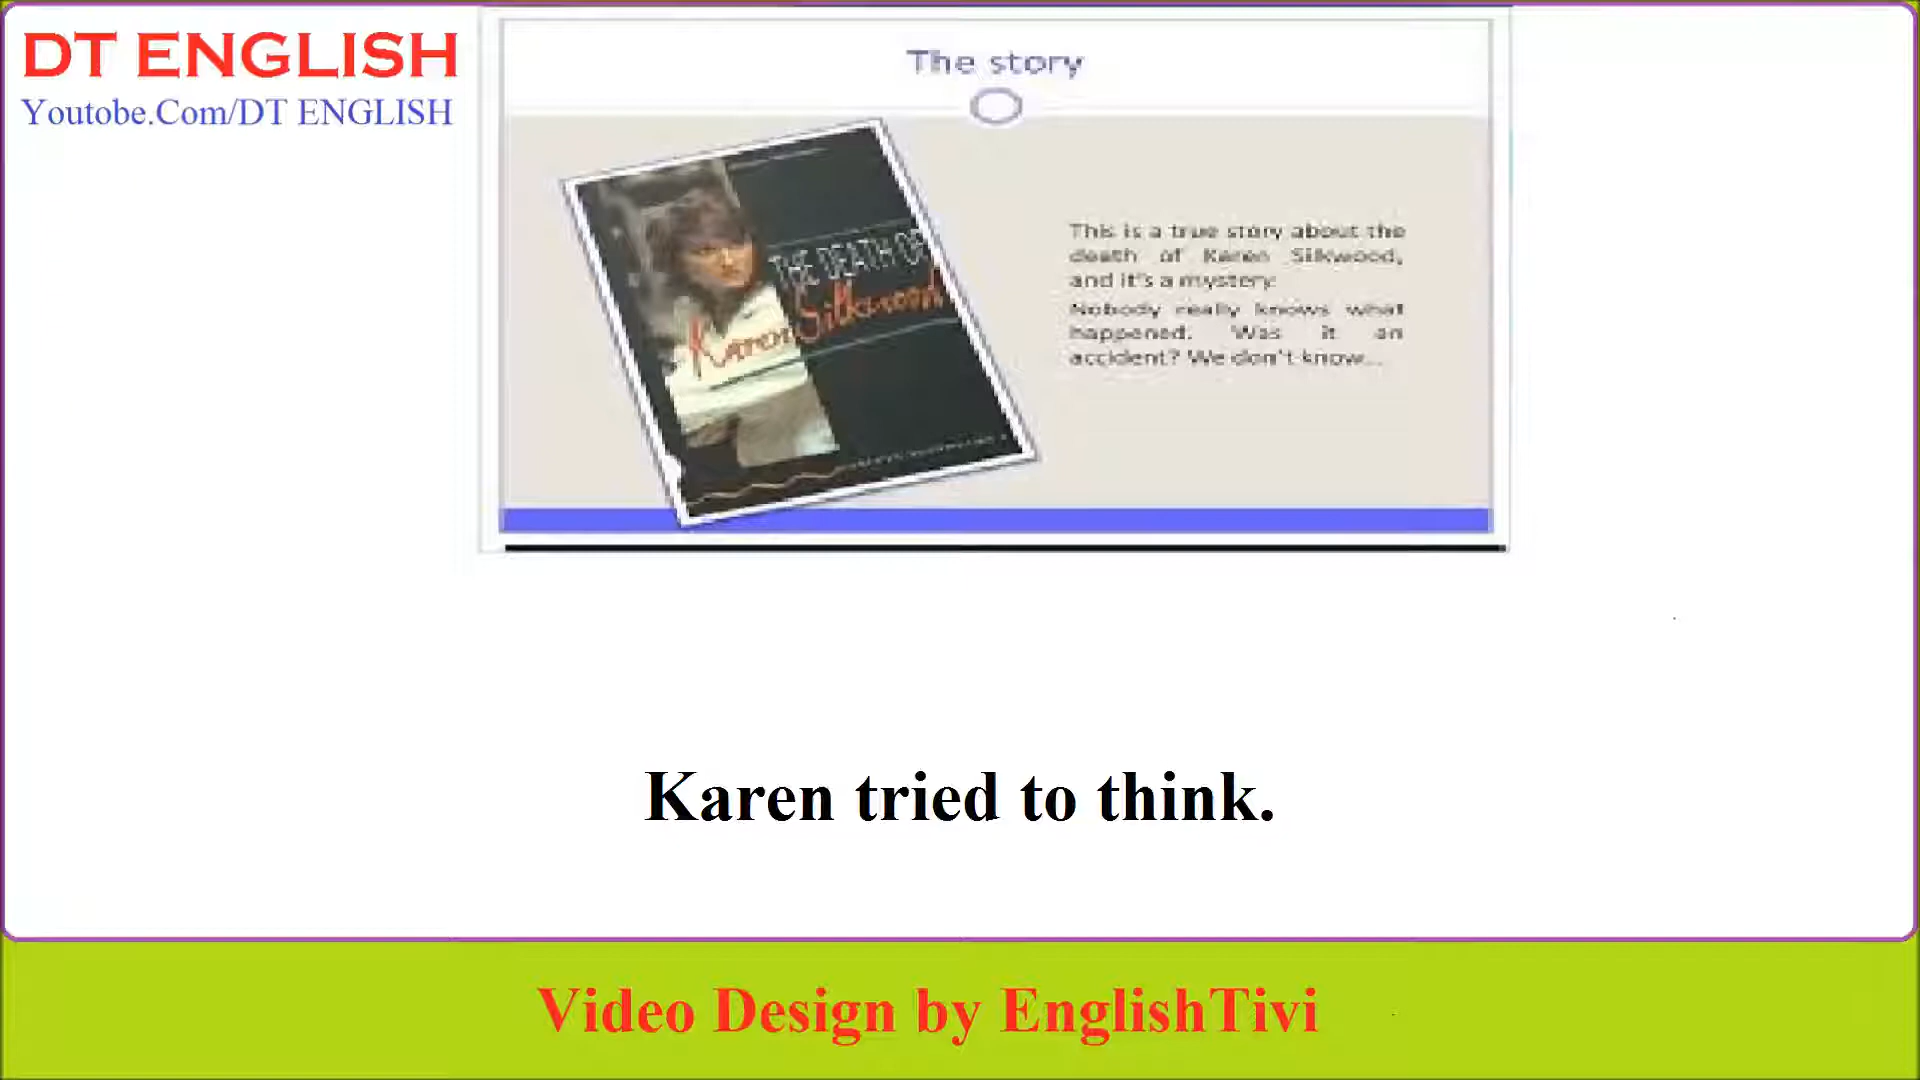 DT ENGLISH
Youtobe.Com/DT ENGLISH
The story
THE DEATH OF
Karen Silkwood
This is a true story about the
death of Karen Silkwood,
and it's a mystery.
Nobody really knows what
happened. Was it an
accident? We don't know...
Karen tried to think.
Video Design by EnglishTivi